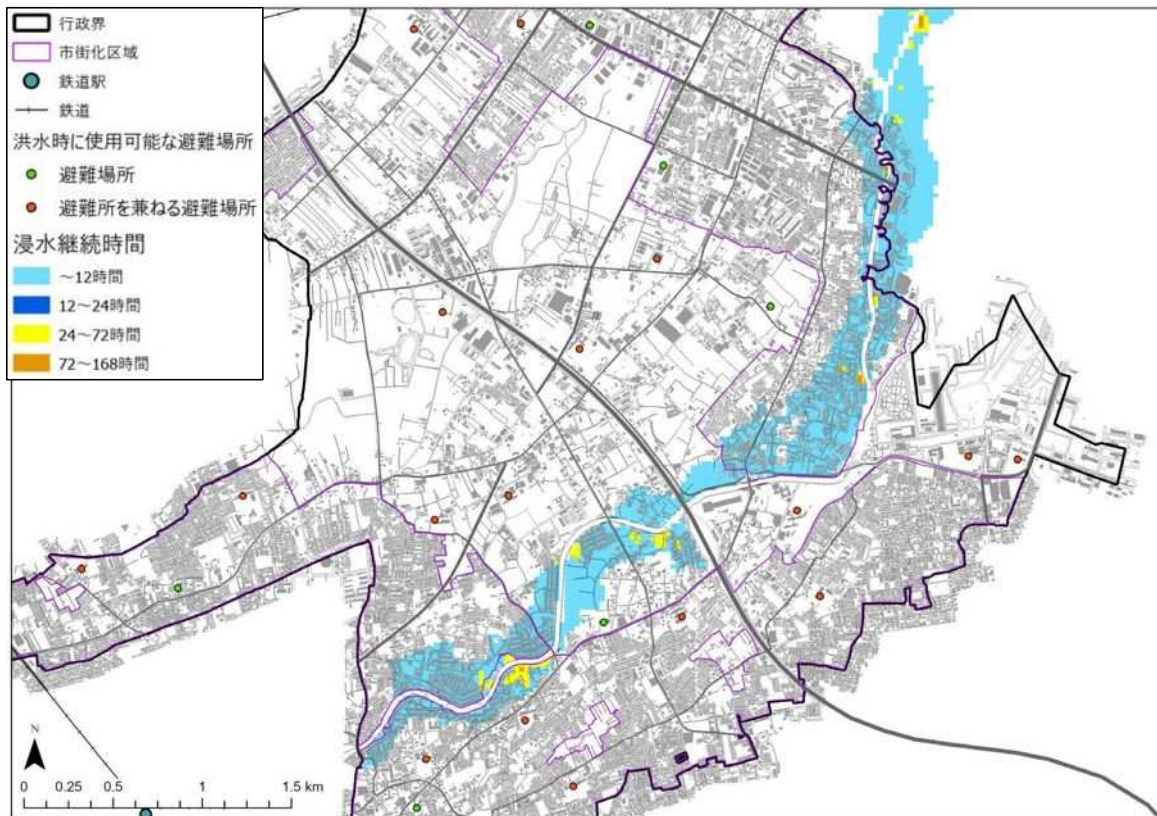 行政界
市街化区域
鉄道駅
鉄道
洪水時に使用可能な避難場所
避難場所
避難所を兼ねる避難場所
浸水継続時間
～12時間
12～24時間
24～72時間
72～168時間
N
0 0.25 0.5 1 1.5 km